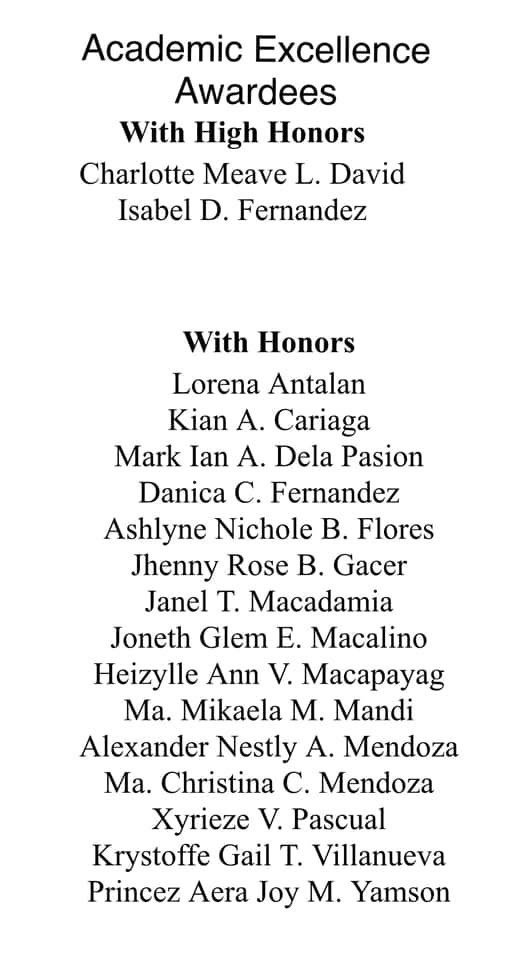 Academic Excellence
Awardees
With High Honors
Charlotte Meave L. David
Isabel D. Fernandez
With Honors
Lorena Antalan
Kian A. Cariaga
Mark Ian A. Dela Pasion
Danica C. Fernandez
Ashlyne Nichole B. Flores
Jhenny Rose B. Gacer
Janel T. Macadamia
Joneth Glem E. Macalino
Heizylle Ann V. Macapayag
Ma. Mikaela M. Mandi
Alexander Nestly A. Mendoza
Ma. Christina C. Mendoza
Xyrieze V. Pascual
Krystoffe Gail T. Villanueva
Princez Aera Joy M. Yamson